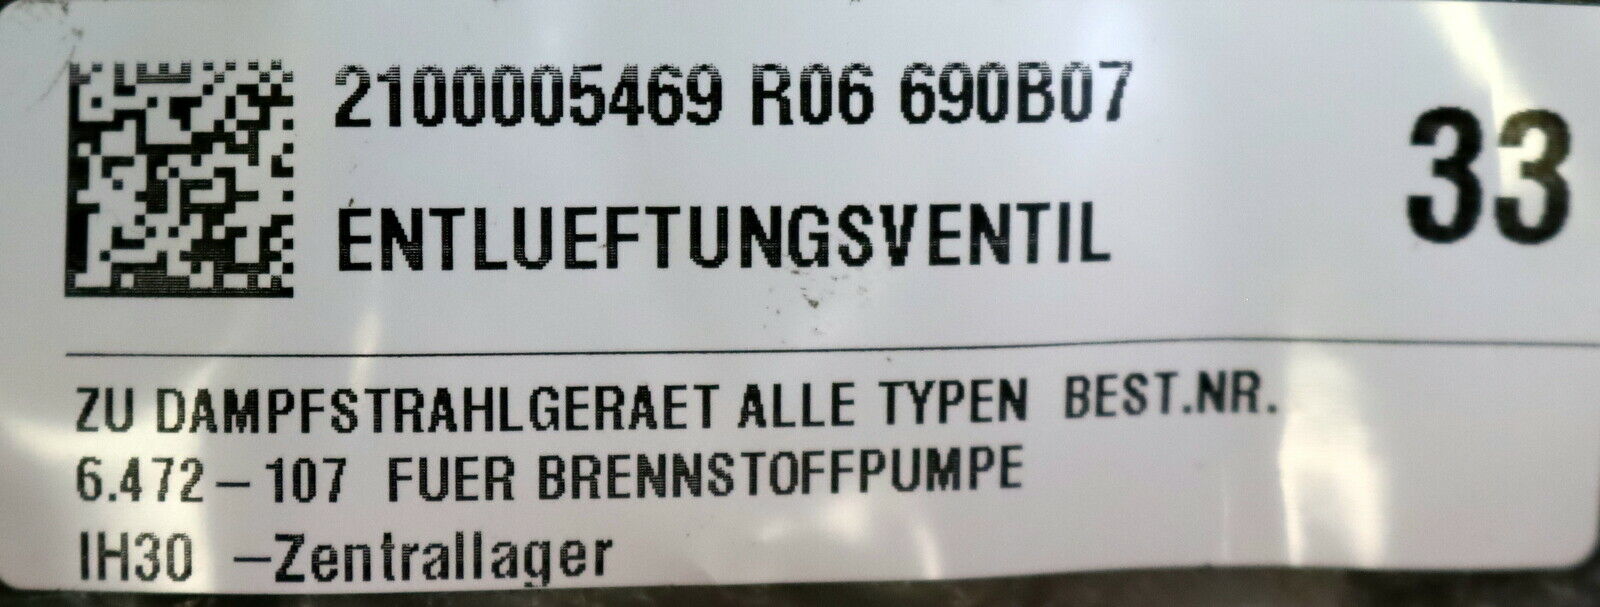 2100005469 R06 690B07
33
ENTLUEFTUNGSVENTIL
ZU DAMPFSTRAHLGERAET ALLE TYPEN BEST.NR.
6.472-107 FUER BRENNSTOFFPUMPE
IH30 -Zentrallager